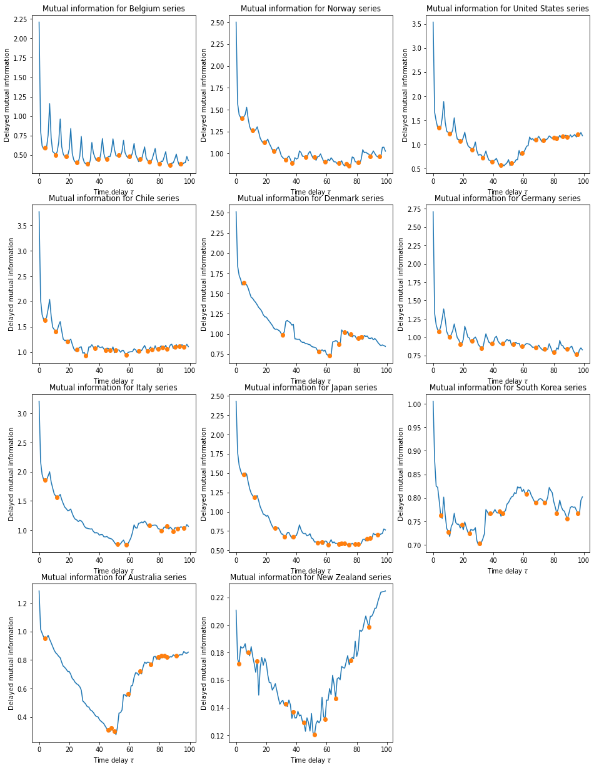 Mutual information for Belgium series
Mutual information for Norway series
Mutual information for United States series
Delayed mutual information
2.25
2.00
1.75
1.50
1.25
1.00
0.75
0.50
0 20 40 60 80 100
Time delay τ
Delayed mutual information
2.50
2.25
2.00
1.75
1.50
1.25
1.00
0 20 40 60 80 100
Time delay τ
Delayed mutual information
3.5
3.0
2.5
2.0
1.5
1.0
0.5
0 20 40 60 80 100
Time delay τ
Mutual information for Chile series
Mutual information for Denmark series
Mutual information for Germany series
Delayed mutual information
3.5
3.0
2.5
2.0
1.5
1.0
0 20 40 60 80 100
Time delay τ
Delayed mutual information
2.50
2.25
2.00
1.75
1.50
1.25
1.00
0.75
0 20 40 60 80 100
Time delay τ
Delayed mutual information
2.75
2.50
2.25
2.00
1.75
1.50
1.25
1.00
0.75
0 20 40 60 80 100
Time delay τ
Mutual information for Italy series
Mutual information for Japan series
Mutual information for South Korea series
Delayed mutual information
3.0
2.5
2.0
1.5
1.0
0 20 40 60 80 100
Time delay τ
Delayed mutual information
2.50
2.25
2.00
1.75
1.50
1.25
1.00
0.75
0.50
0 20 40 60 80 100
Time delay τ
Delayed mutual information
1.00
0.95
0.90
0.85
0.80
0.75
0.70
0 20 40 60 80 100
Time delay τ
Mutual information for Australia series
Mutual information for New Zealand series
Delayed mutual information
1.2
1.0
0.8
0.6
0.4
0 20 40 60 80 100
Time delay τ
Delayed mutual information
0.22
0.20
0.18
0.16
0.14
0.12
0 20 40 60 80 100
Time delay τ